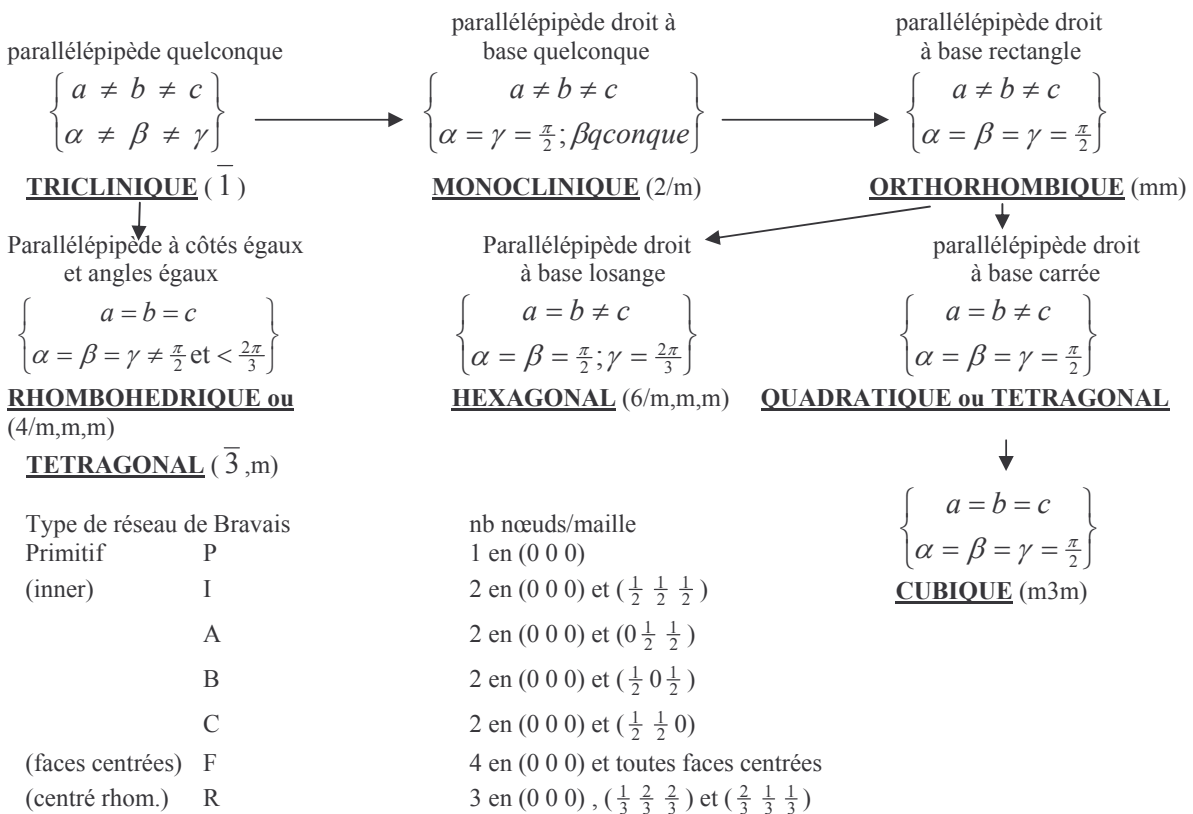 parallélépipède quelconque
{a ≠ b ≠ c
α ≠ β ≠ γ}
TRICLINIQUE ( 1̅ )
parallélépipède droit à
base quelconque
{a ≠ b ≠ c
α = γ = π/2 ; βqconque}
MONOCLINIQUE (2/m)
parallélépipède droit
à base rectangle
{a ≠ b ≠ c
α = β = γ = π/2}
ORTHORHOMBIQUE (mm)
Parallélépipède à côtés égaux
et angles égaux
{a = b = c
α = β = γ ≠ π/2 et < 2π/3}
RHOMBOHEDRIQUE ou
(4/m,m,m)
TETRAGONAL ( 3̅ ,m)
Parallélépipède droit
à base losange
{a = b ≠ c
α = β = π/2 ; γ = 2π/3}
HEXAGONAL (6/m,m,m)
parallélépipède droit
à base carrée
{a = b ≠ c
α = β = γ = π/2}
QUADRATIQUE ou TETRAGONAL
{a = b = c
α = β = γ = π/2}
CUBIQUE (m3m)
Type de réseau de Bravais nb nœuds/maille
Primitif P 1 en (0 0 0)
(inner) I 2 en (0 0 0) et (1/2 1/2 1/2)
A 2 en (0 0 0) et (0 1/2 1/2)
B 2 en (0 0 0) et (1/2 0 1/2)
C 2 en (0 0 0) et (1/2 1/2 0)
(faces centrées) F 4 en (0 0 0) et toutes faces centrées
(centré rhom.) R 3 en (0 0 0) , (1/3 2/3 2/3) et (2/3 1/3 1/3)